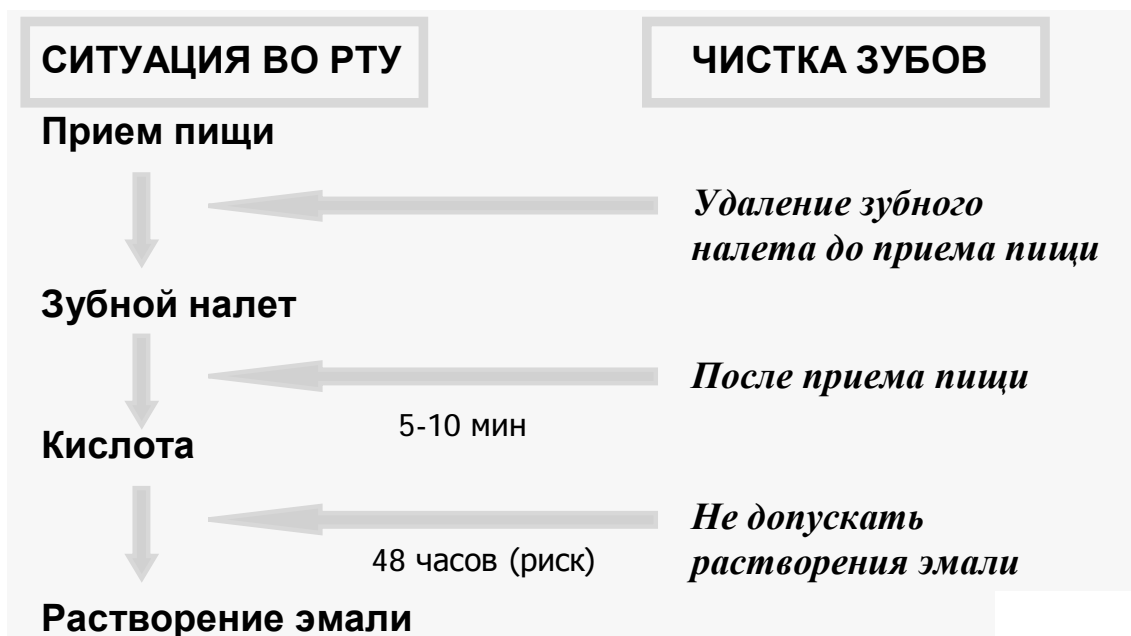 СИТУАЦИЯ ВО РТУ
ЧИСТКА ЗУБОВ
Прием пищи
Удаление зубного
налета до приема пищи
Зубной налет
После приема пищи
5-10 мин
Кислота
Не допускать
растворения эмали
48 часов (риск)
Растворение эмали